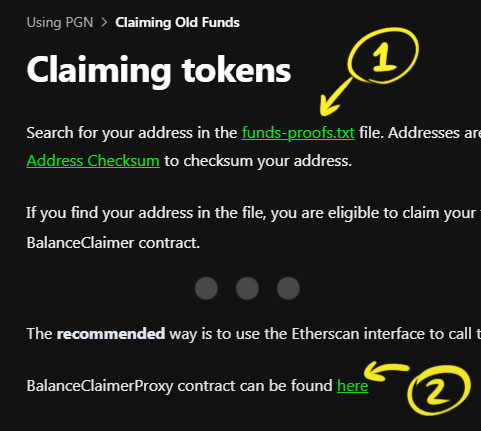 Using PGN > Claiming Old Funds
Claiming tokens
1
Search for your address in the funds-proofs.txt file. Addresses are
Address Checksum to checksum your address.
If you find your address in the file, you are eligible to claim your
BalanceClaimer contract.
The recommended way is to use the Etherscan interface to call
BalanceClaimerProxy contract can be found here
2